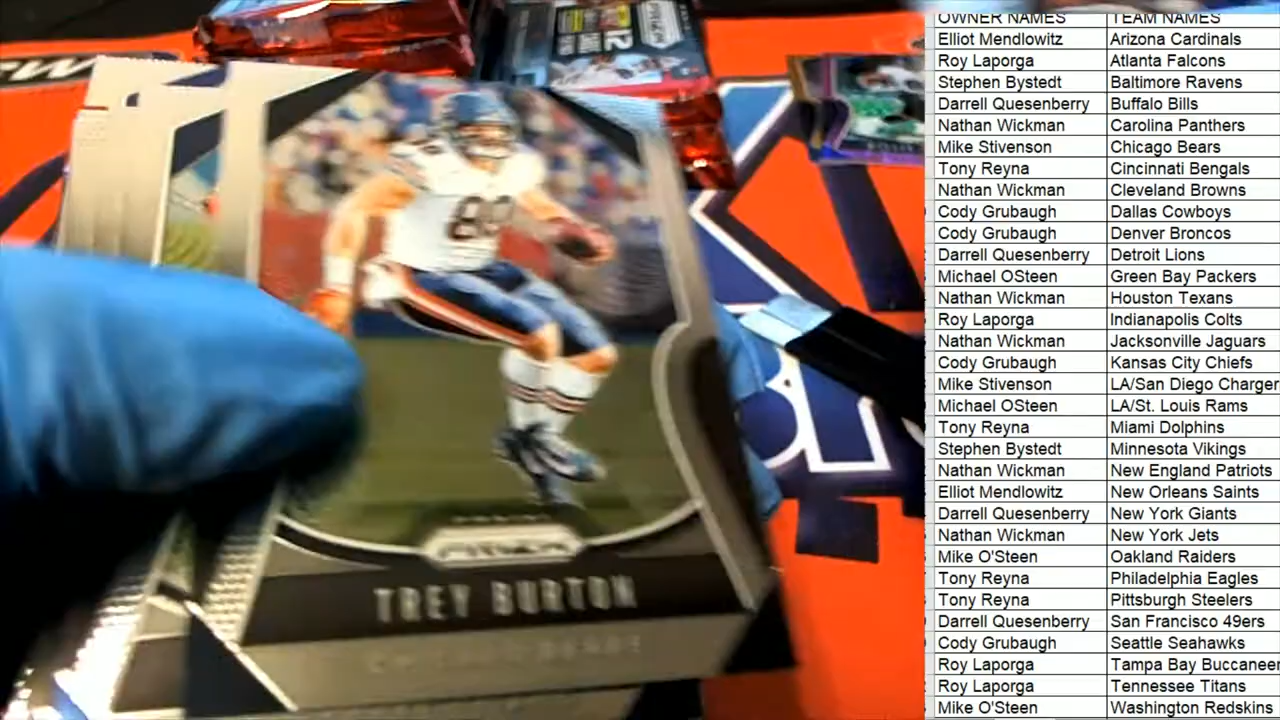 OWNER NAMES TEAM NAMES
Elliot Mendlowitz Arizona Cardinals
Roy Laporga Atlanta Falcons
Stephen Bystedt Baltimore Ravens
Darrell Quesenberry Buffalo Bills
Nathan Wickman Carolina Panthers
Mike Stivenson Chicago Bears
Tony Reyna Cincinnati Bengals
Nathan Wickman Cleveland Browns
Cody Grubaugh Dallas Cowboys
Cody Grubaugh Denver Broncos
Darrell Quesenberry Detroit Lions
Michael OSteen Green Bay Packers
Nathan Wickman Houston Texans
Roy Laporga Indianapolis Colts
Nathan Wickman Jacksonville Jaguars
Cody Grubaugh Kansas City Chiefs
Mike Stivenson LA/San Diego Charger
Michael OSteen LA/St. Louis Rams
Tony Reyna Miami Dolphins
Stephen Bystedt Minnesota Vikings
Nathan Wickman New England Patriots
Elliot Mendlowitz New Orleans Saints
Darrell Quesenberry New York Giants
Nathan Wickman New York Jets
Mike O'Steen Oakland Raiders
Tony Reyna Philadelphia Eagles
Tony Reyna Pittsburgh Steelers
Darrell Quesenberry San Francisco 49ers
Cody Grubaugh Seattle Seahawks
Roy Laporga Tampa Bay Buccaneer
Roy Laporga Tennessee Titans
Mike O'Steen Washington Redskins
PRIZM
TREY BURTON
CHICAGO BEARS